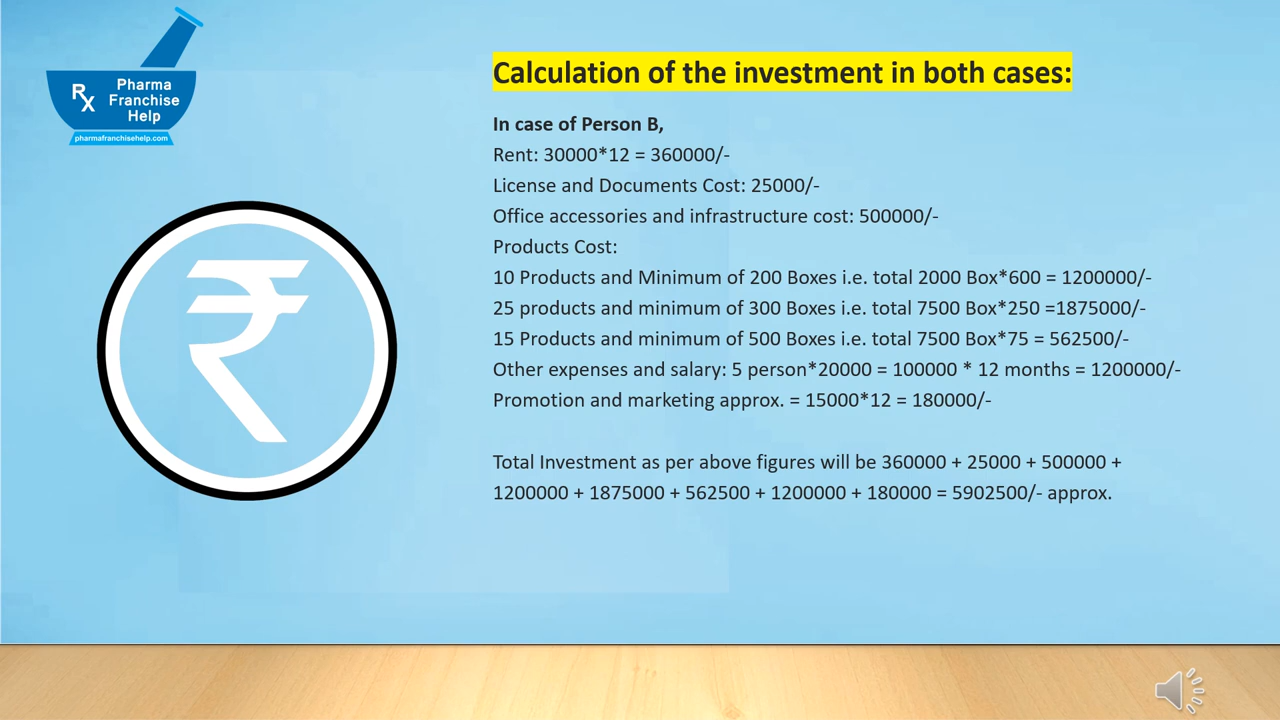 Rx
Pharma
Franchise
Help
pharmafranchisehelp.com
Calculation of the investment in both cases:
In case of Person B,
Rent: 30000*12 = 360000/-
License and Documents Cost: 25000/-
Office accessories and infrastructure cost: 500000/-
Products Cost:
10 Products and Minimum of 200 Boxes i.e. total 2000 Box*600 = 1200000/-
25 products and minimum of 300 Boxes i.e. total 7500 Box*250 =1875000/-
15 Products and minimum of 500 Boxes i.e. total 7500 Box*75 = 562500/-
Other expenses and salary: 5 person*20000 = 100000 * 12 months = 1200000/-
Promotion and marketing approx. = 15000*12 = 180000/-
Total Investment as per above figures will be 360000 + 25000 + 500000 +
1200000 + 1875000 + 562500 + 1200000 + 180000 = 5902500/- approx.
₹